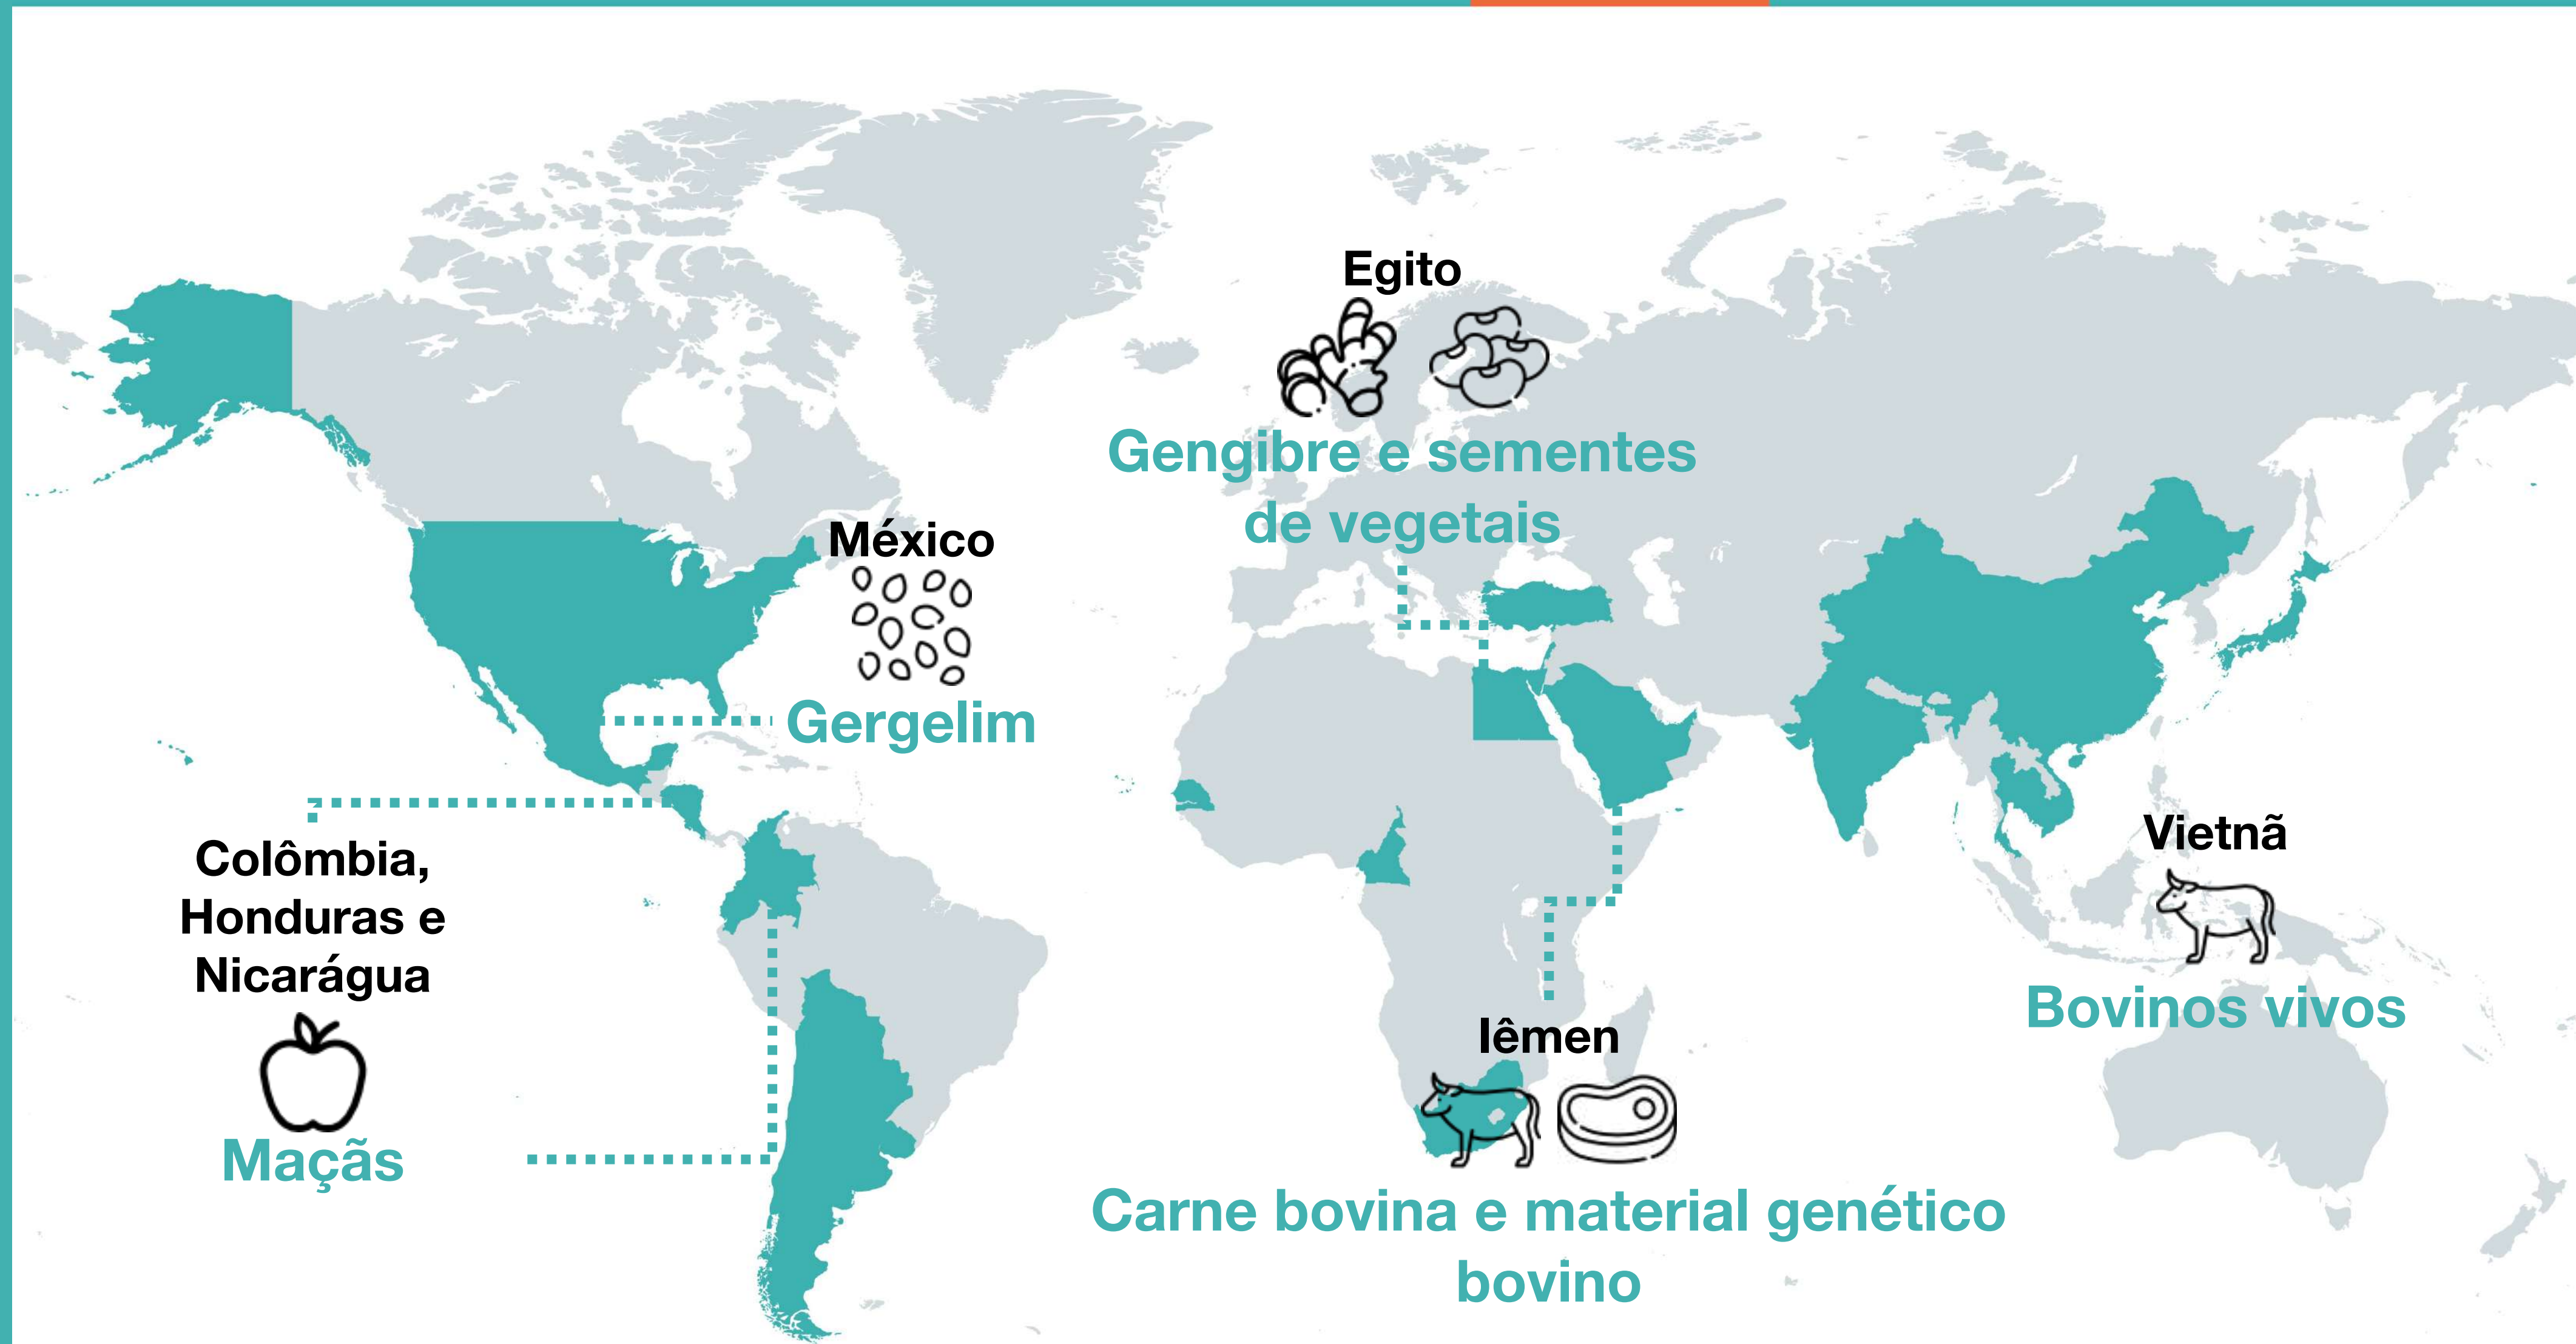 Egito
Gengibre e sementes
de vegetais
México
Gergelim
Colômbia,
Honduras e
Nicarágua
Maçãs
Vietnã
Bovinos vivos
Iêmen
Carne bovina e material genético
bovino